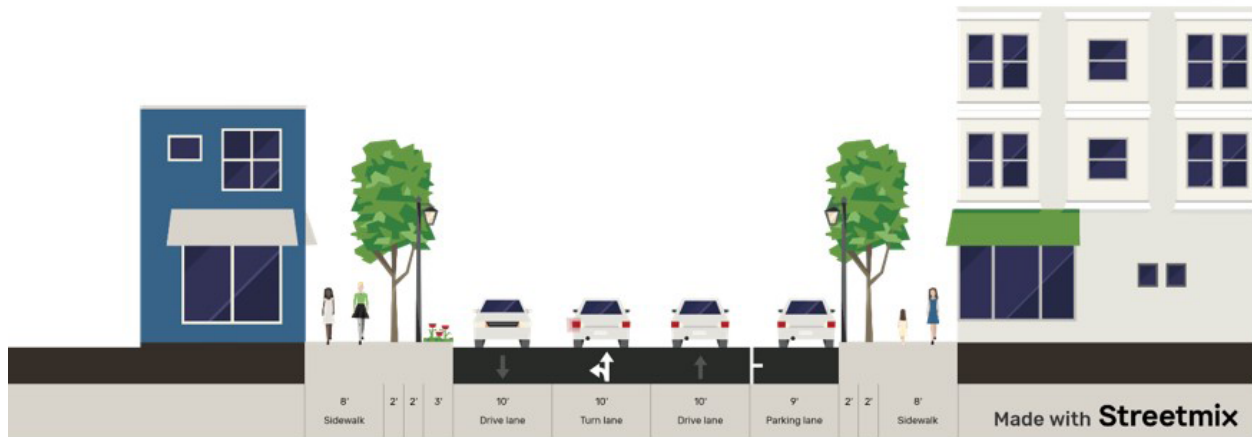 8' 2' 2' 3' 10' 10' 10' 9' 2' 2' 8'
Sidewalk Drive lane Turn lane Drive lane Parking lane Sidewalk
Made with Streetmix